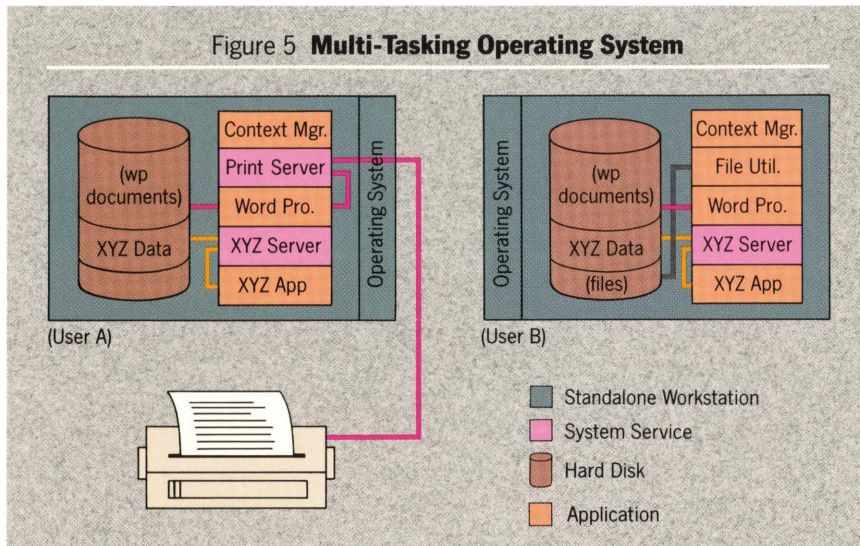 Figure 5 Multi-Tasking Operating System
(wp
documents)
XYZ Data
Context Mgr.
Print Server
Word Pro.
XYZ Server
XYZ App
Operating System
(User A)
Operating System
(wp
documents)
XYZ Data
(files)
Context Mgr.
File Util.
Word Pro.
XYZ Server
XYZ App
(User B)
Standalone Workstation
System Service
Hard Disk
Application